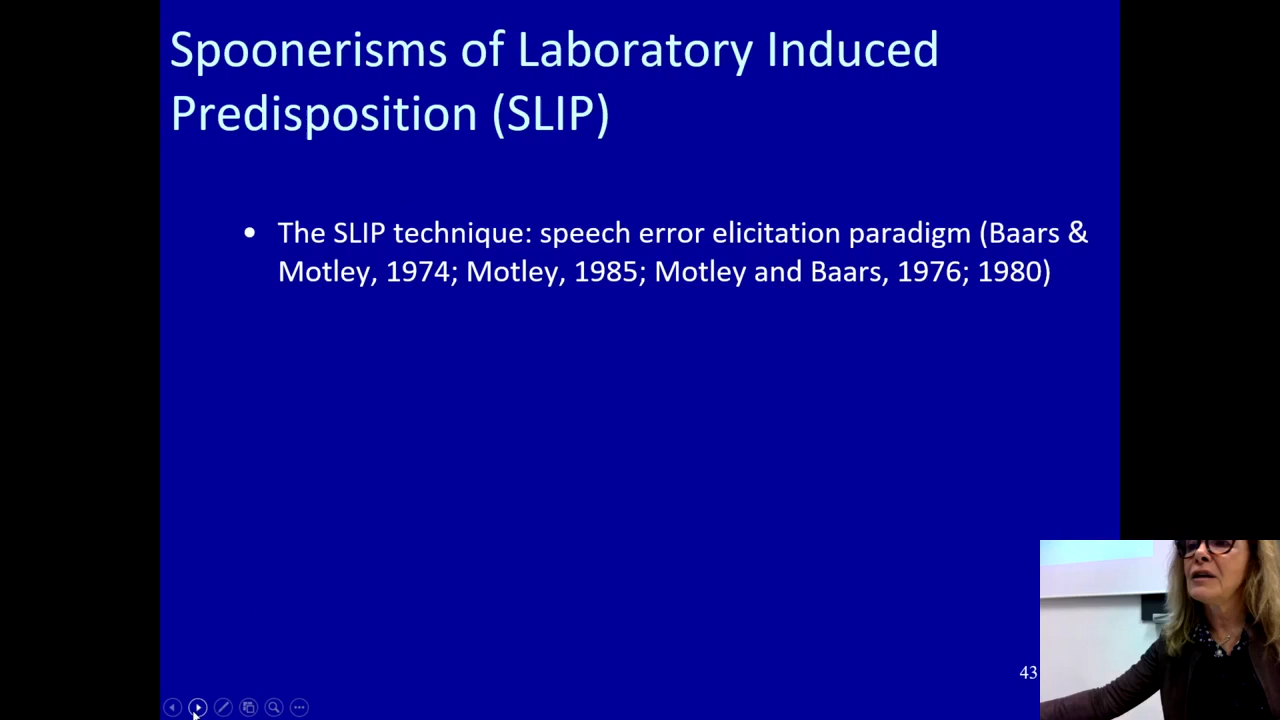 Spoonerisms of Laboratory Induced
Predisposition (SLIP)
• The SLIP technique: speech error elicitation paradigm (Baars &
Motley, 1974; Motley, 1985; Motley and Baars, 1976; 1980)
43